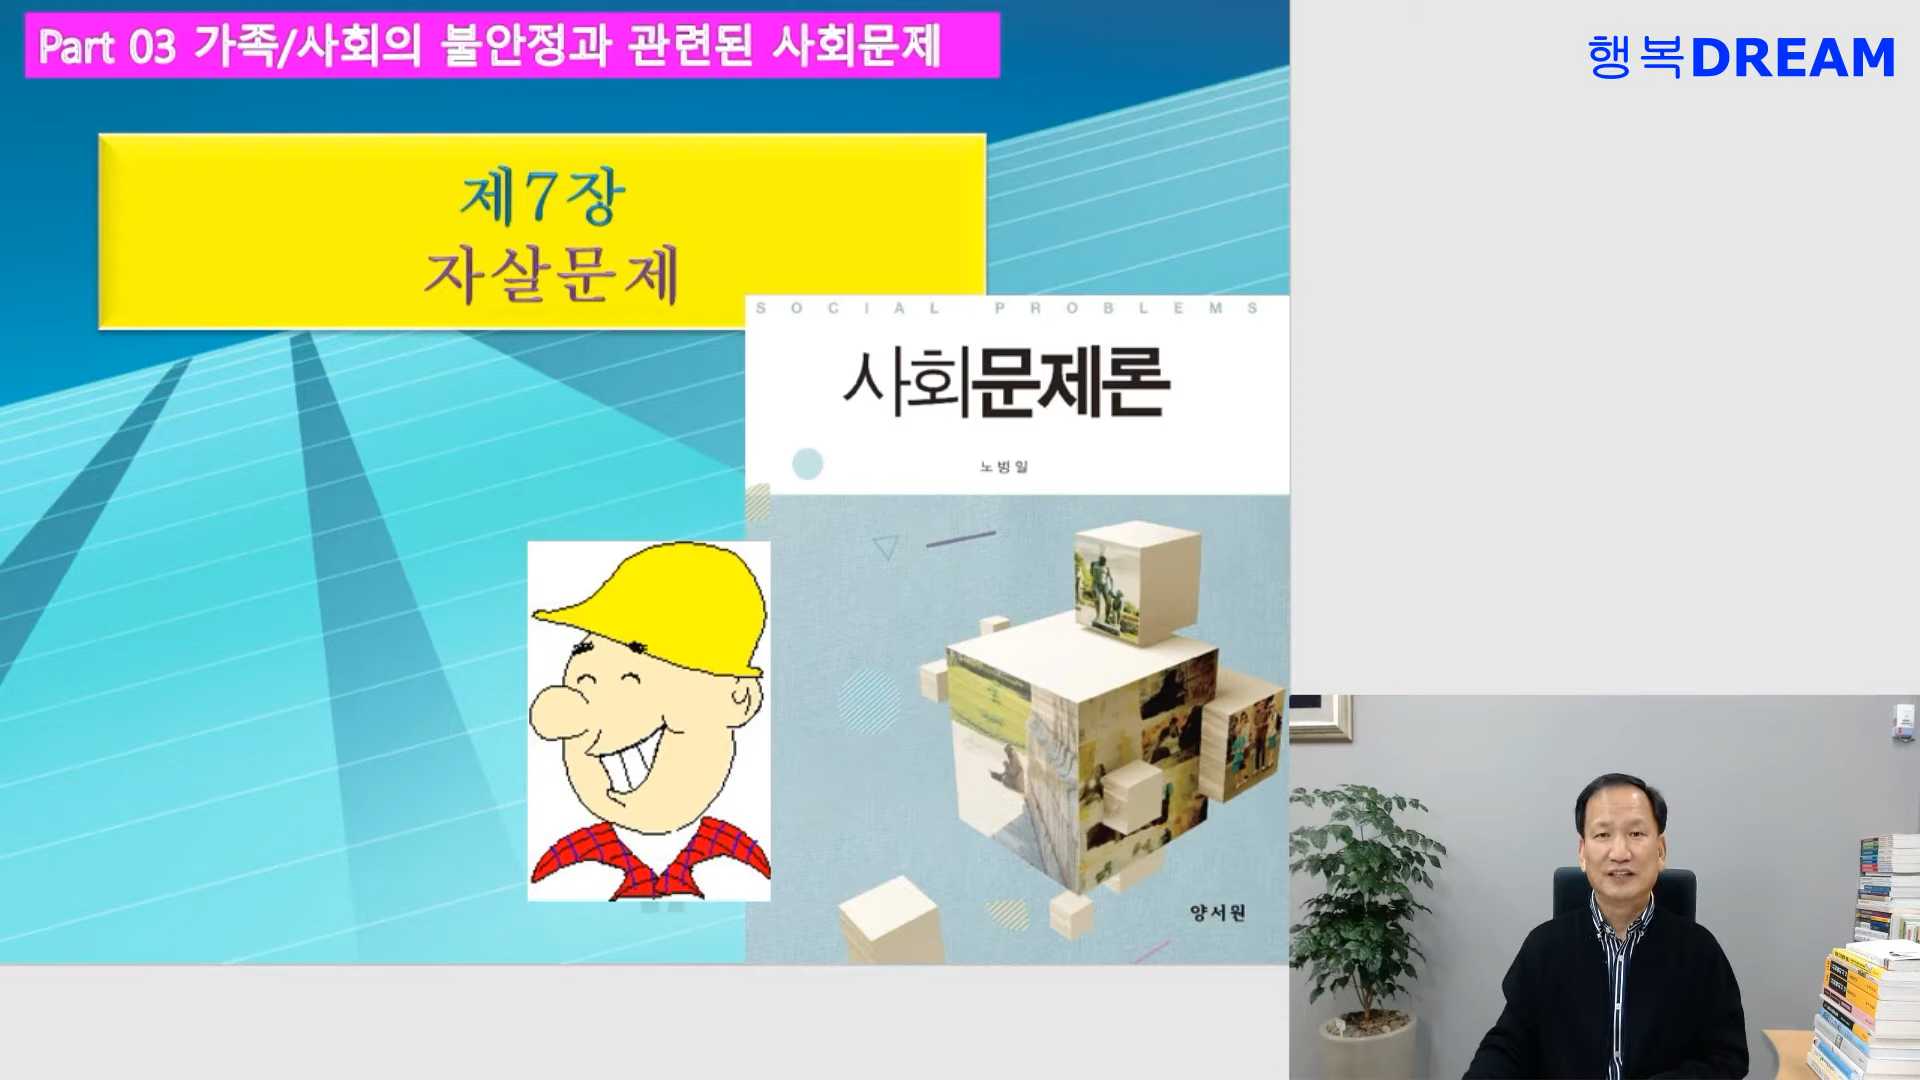 Part 03 가족/사회의 불안정과 관련된 사회문제
행복DREAM
제7장
자살문제
SOCIAL PROBLEMS
사회문제론
노병일
양서원